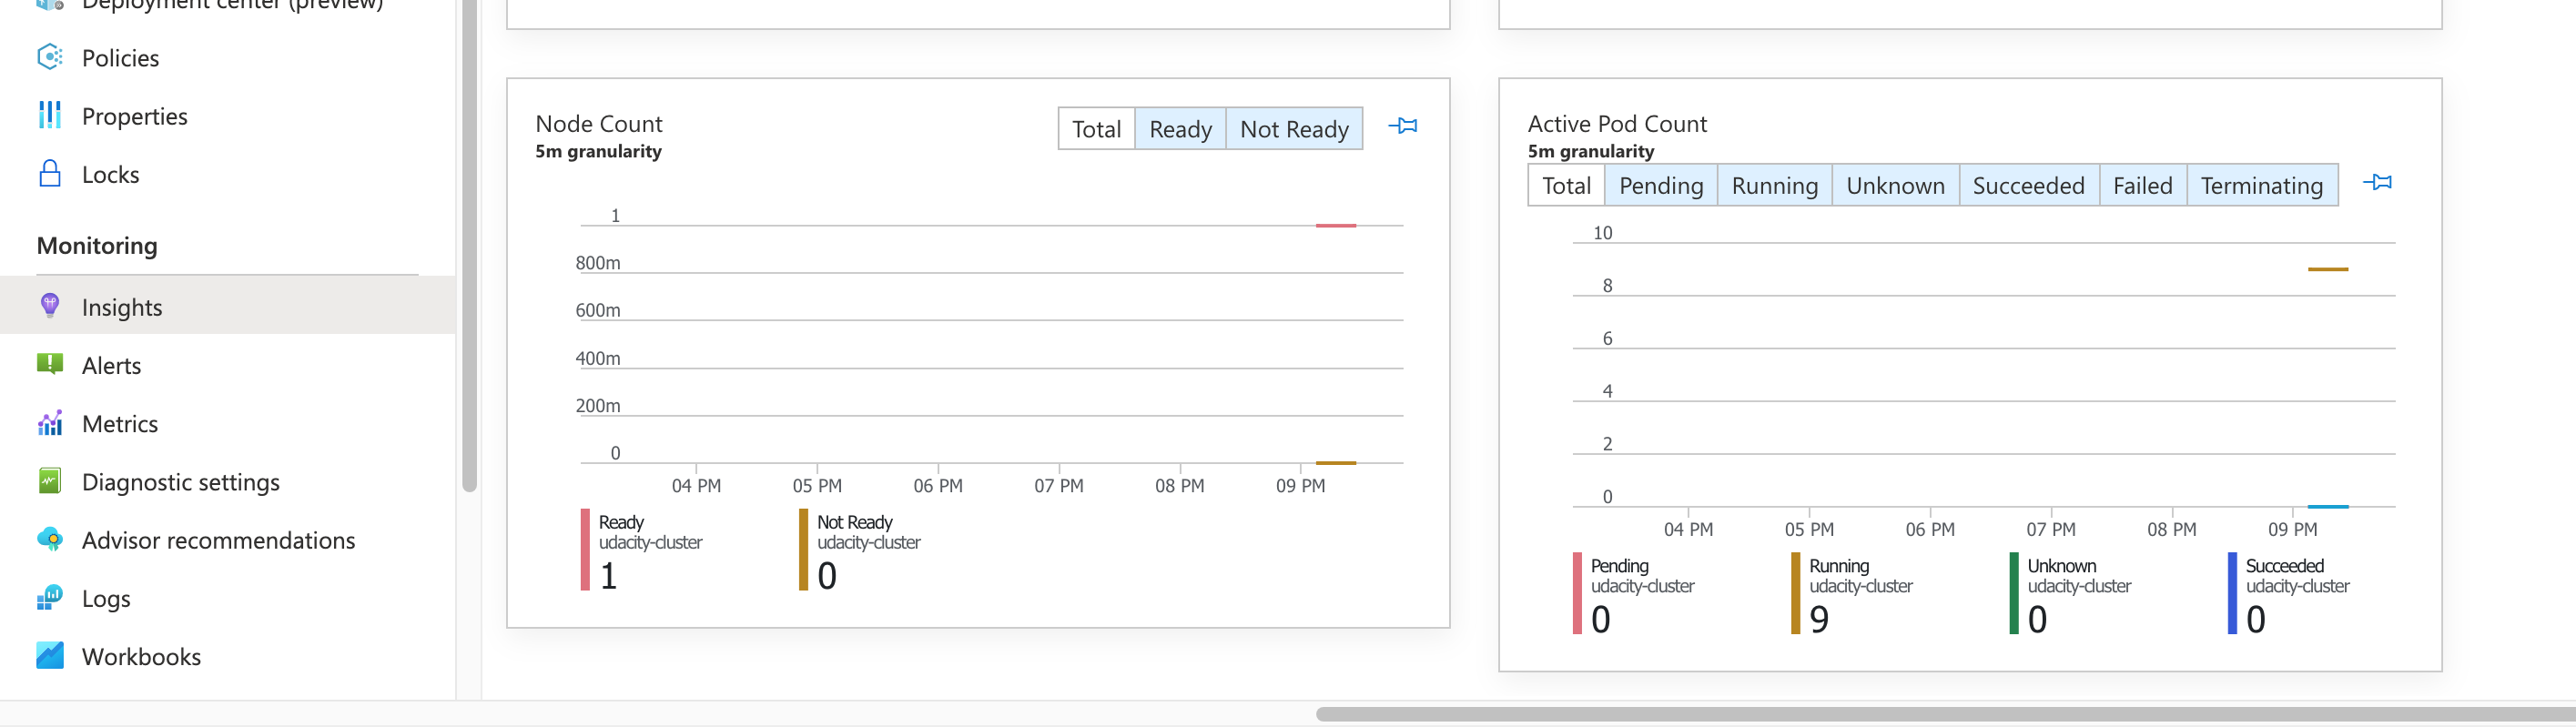 Deployment center (preview)
Policies
Properties
Locks
Monitoring
Insights
Alerts
Metrics
Diagnostic settings
Advisor recommendations
Logs
Workbooks
Node Count
5m granularity
Total Ready Not Ready
1
800m
600m
400m
200m
0
04 PM 05 PM 06 PM 07 PM 08 PM 09 PM
Ready Not Ready
udacity-cluster udacity-cluster
1 0
Active Pod Count
5m granularity
Total Pending Running Unknown Succeeded Failed Terminating
10
8
6
4
2
0
04 PM 05 PM 06 PM 07 PM 08 PM 09 PM
Pending Running Unknown Succeeded
udacity-cluster udacity-cluster udacity-cluster udacity-cluster
0 9 0 0